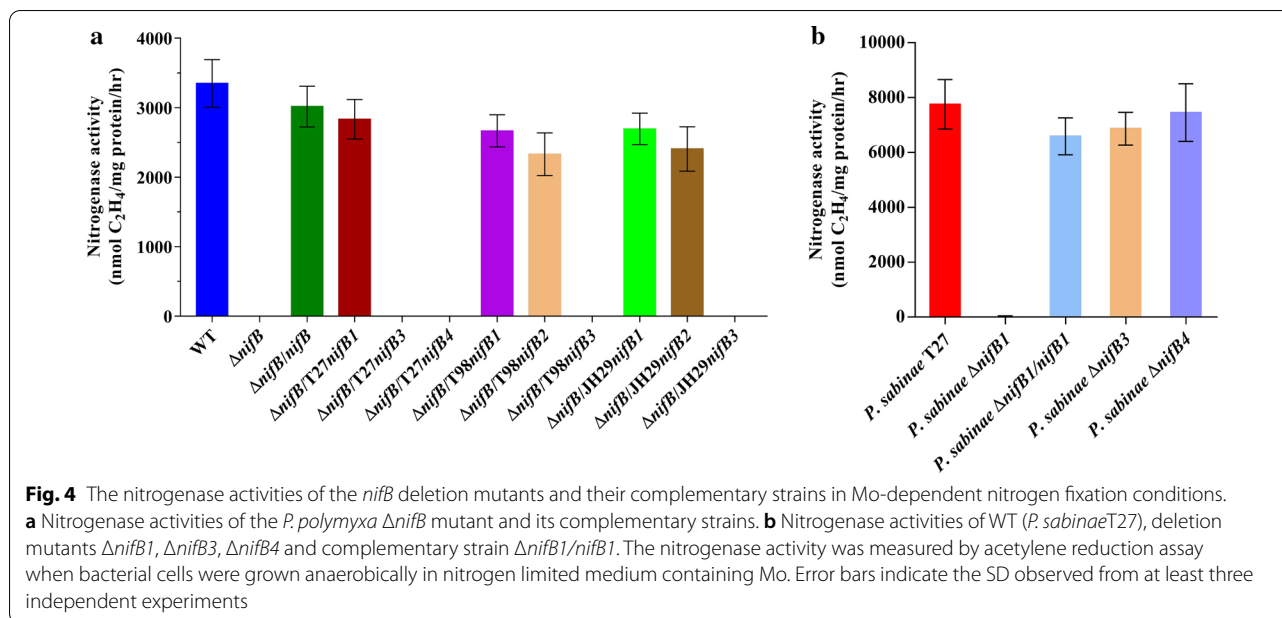 a
Nitrogenase activity
(nmol C₂H₄/mg protein/hr)
4000
3000
2000
1000
0
WT
ΔnifB
ΔnifB/nifB
ΔnifB/T27nifB1
ΔnifB/T27nifB3
ΔnifB/T27nifB4
ΔnifB/T98nifB1
ΔnifB/T98nifB2
ΔnifB/T98nifB3
ΔnifB/JH29nifB1
ΔnifB/JH29nifB2
ΔnifB/JH29nifB3
b
Nitrogenase activity
(nmol C₂H₄/mg protein/hr)
10000
8000
6000
4000
2000
0
P. sabinae T27
P. sabinae ΔnifB1
P. sabinae ΔnifB1/nifB1
P. sabinae ΔnifB3
P. sabinae ΔnifB4
Fig. 4 The nitrogenase activities of the nifB deletion mutants and their complementary strains in Mo-dependent nitrogen fixation conditions.
a Nitrogenase activities of the P. polymyxa ΔnifB mutant and its complementary strains. b Nitrogenase activities of WT (P. sabinaeT27), deletion
mutants ΔnifB1, ΔnifB3, ΔnifB4 and complementary strain ΔnifB1/nifB1. The nitrogenase activity was measured by acetylene reduction assay
when bacterial cells were grown anaerobically in nitrogen limited medium containing Mo. Error bars indicate the SD observed from at least three
independent experiments